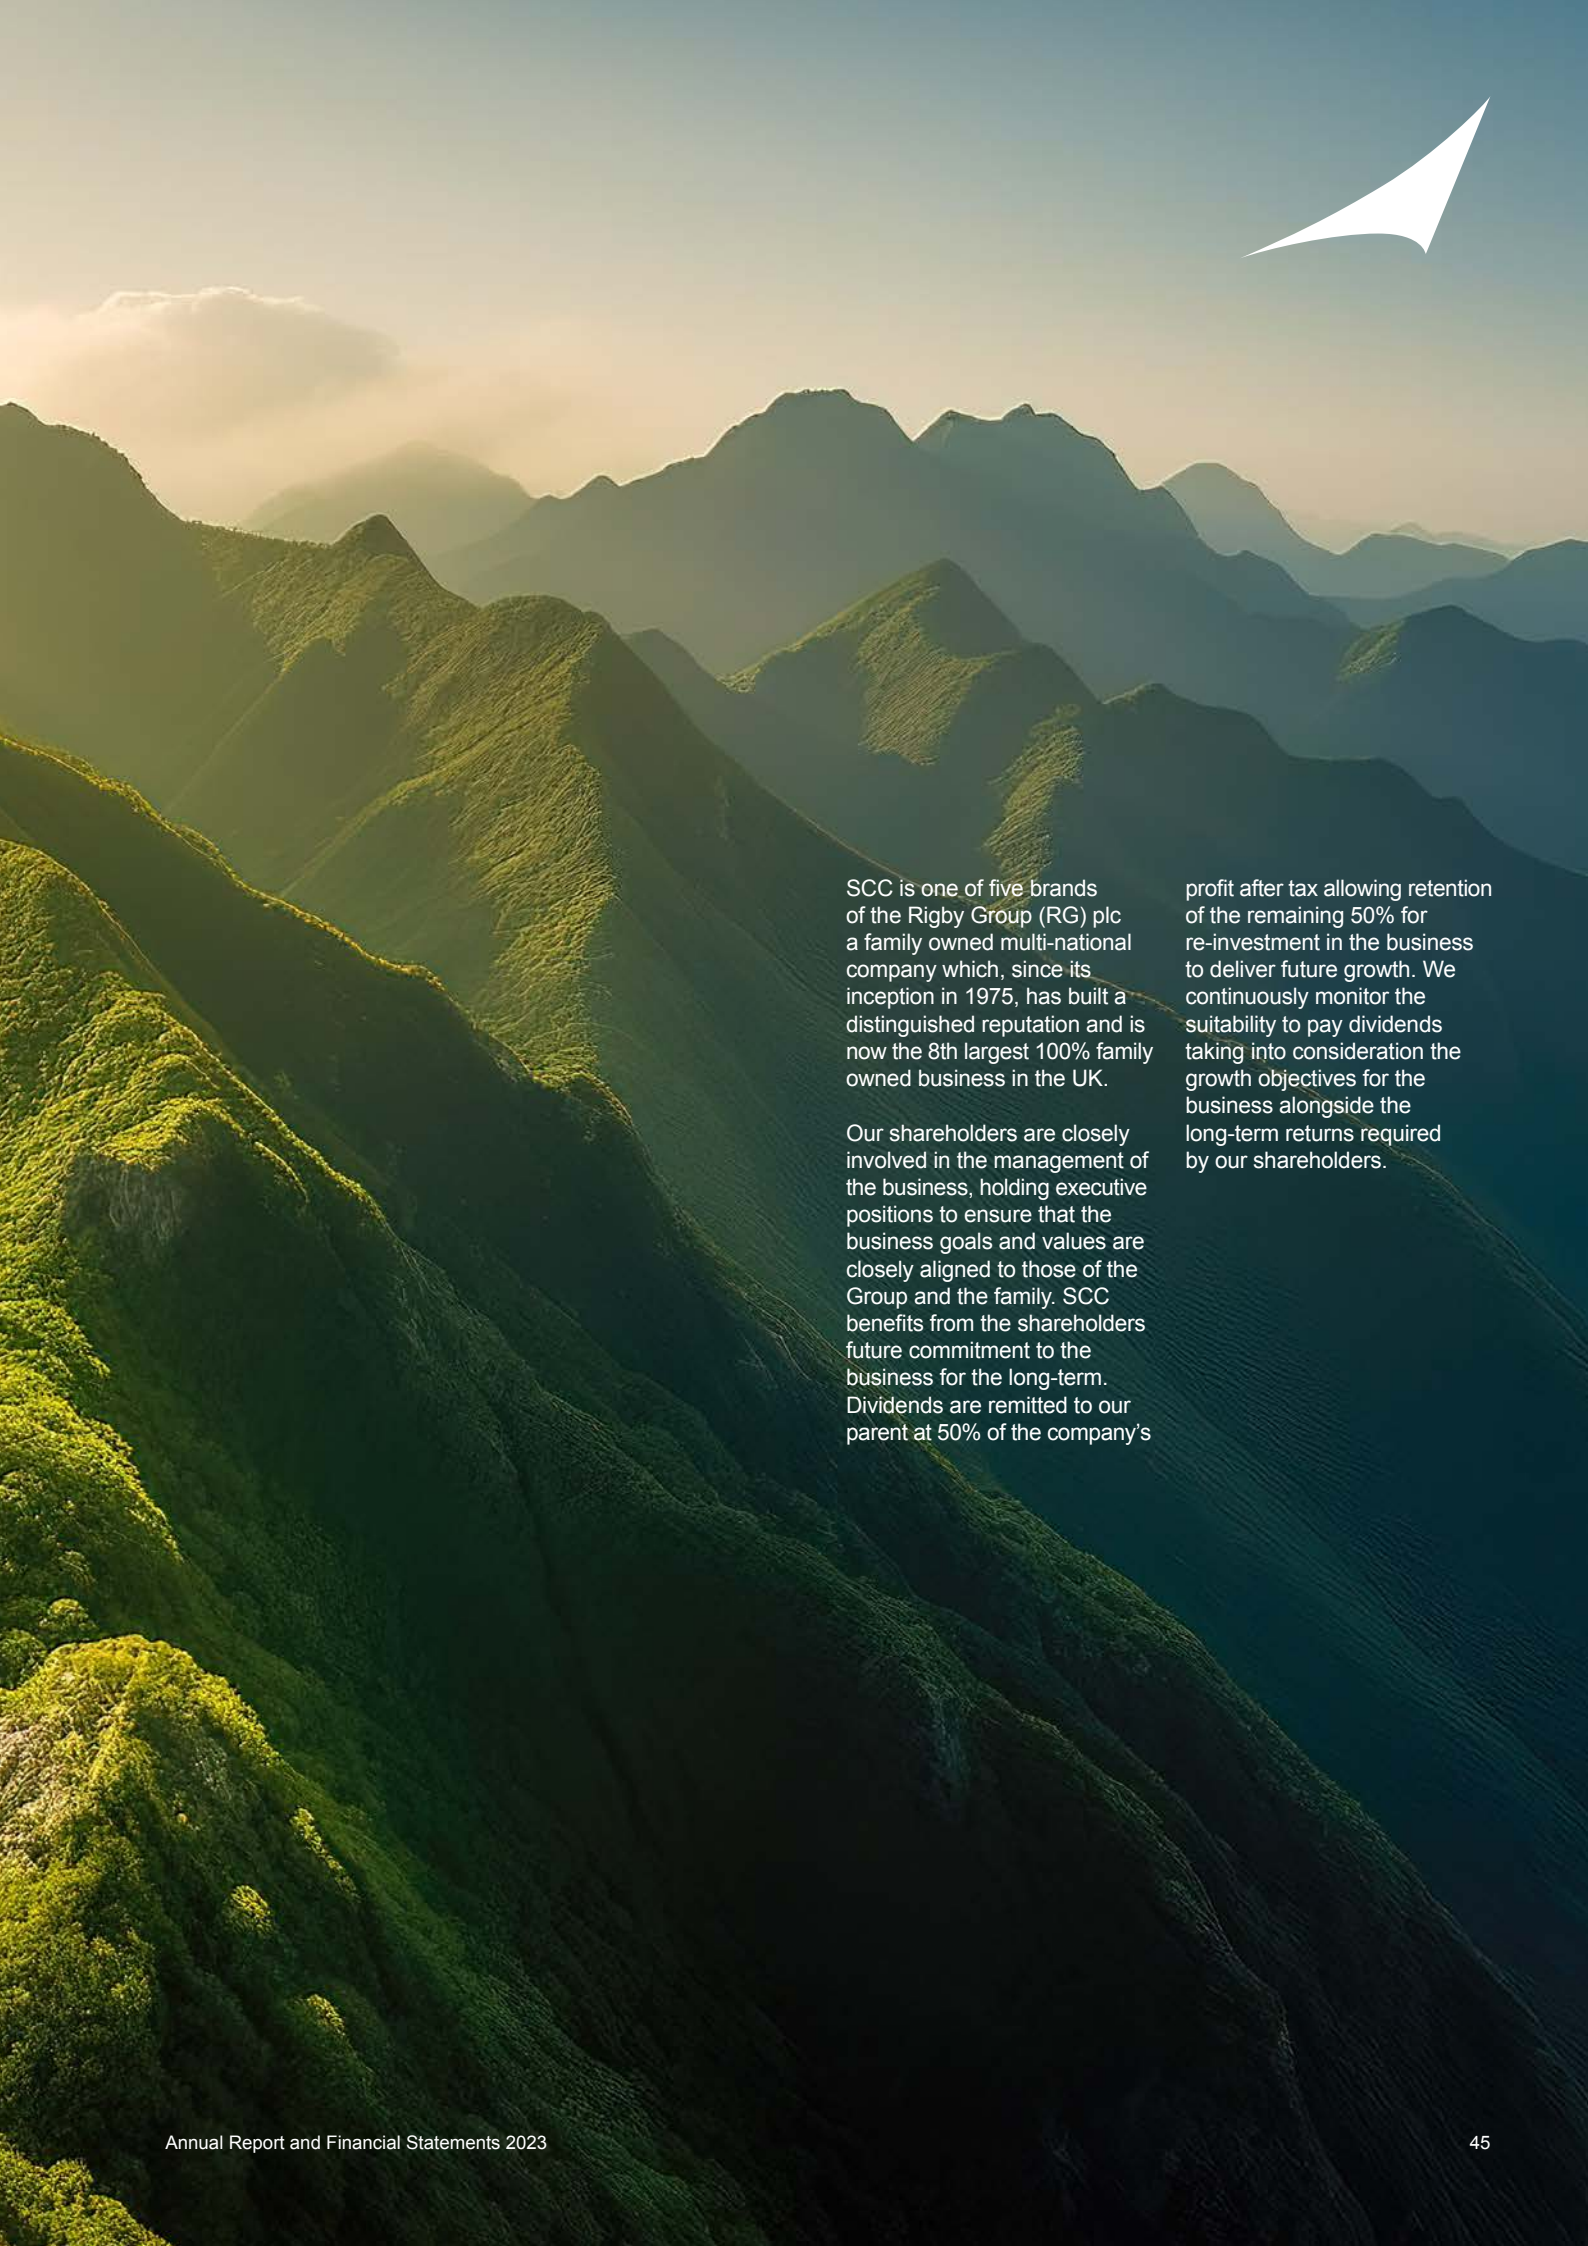 SCC is one of five brands
of the Rigby Group (RG) plc
a family owned multi-national
company which, since its
inception in 1975, has built a
distinguished reputation and is
now the 8th largest 100% family
owned business in the UK.
Our shareholders are closely
involved in the management of
the business, holding executive
positions to ensure that the
business goals and values are
closely aligned to those of the
Group and the family. SCC
benefits from the shareholders
future commitment to the
business for the long-term.
Dividends are remitted to our
parent at 50% of the company’s
profit after tax allowing retention
of the remaining 50% for
re-investment in the business
to deliver future growth. We
continuously monitor the
suitability to pay dividends
taking into consideration the
growth objectives for the
business alongside the
long-term returns required
by our shareholders.
Annual Report and Financial Statements 2023
45